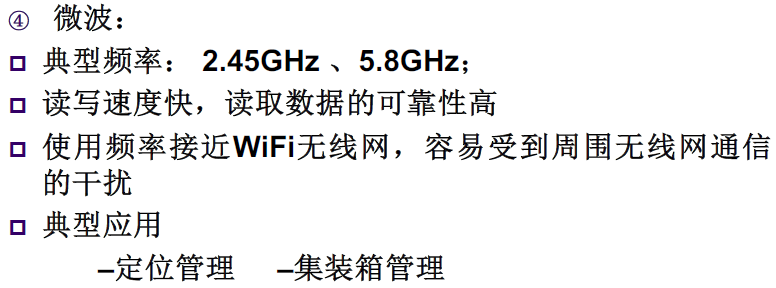 ④ 微波：
典型频率： 2.45GHz 、5.8GHz；
读写速度快，读取数据的可靠性高
使用频率接近WiFi无线网，容易受到周围无线网通信
的干扰
典型应用
–定位管理 –集装箱管理